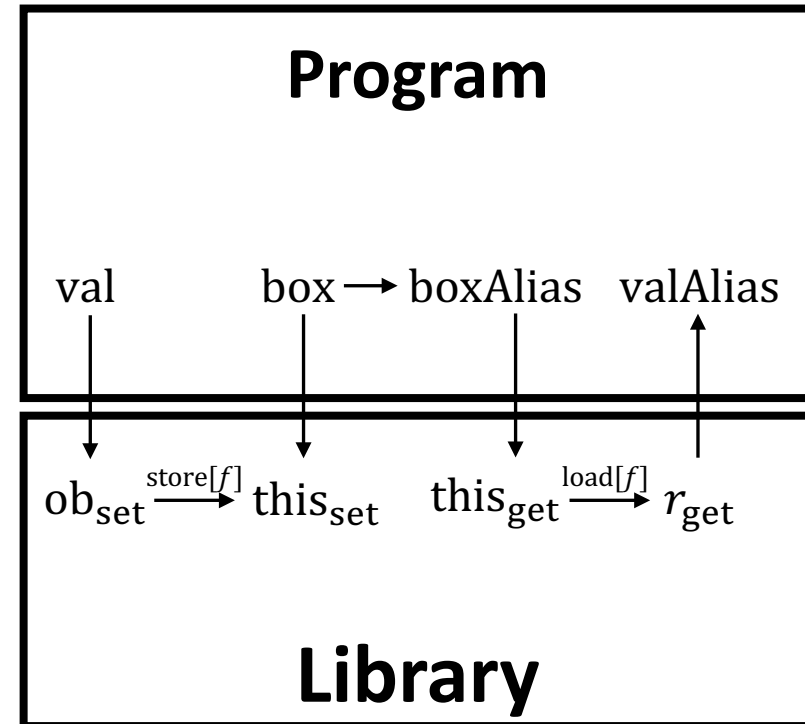 Program
val box boxAlias valAlias
ob_set store[f] this_set this_get load[f] r_get
Library